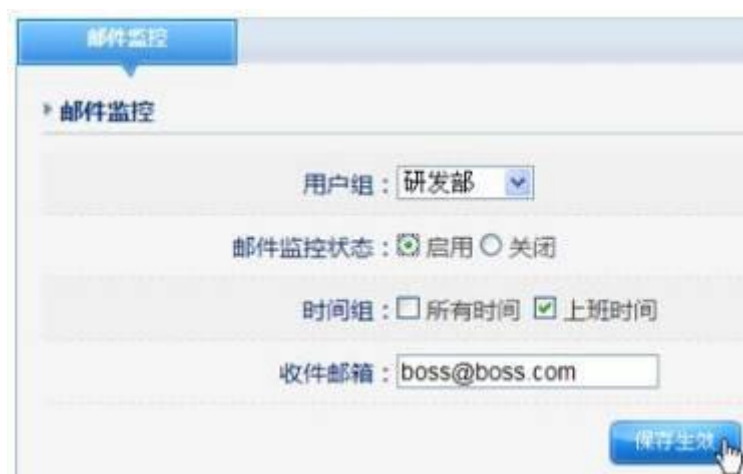 邮件监控
邮件监控
用户组：研发部
邮件监控状态：启用 关闭
时间组：所有时间 上班时间
收件邮箱：boss@boss.com
保存生效